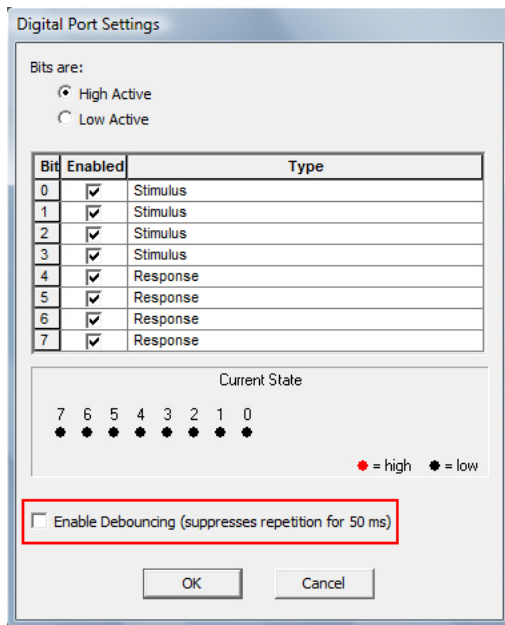 Digital Port Settings
Bits are:
High Active
Low Active
Bit Enabled Type
0 Stimulus
1 Stimulus
2 Stimulus
3 Stimulus
4 Response
5 Response
6 Response
7 Response
Current State
7 6 5 4 3 2 1 0
= high = low
Enable Debouncing (suppresses repetition for 50 ms)
OK Cancel